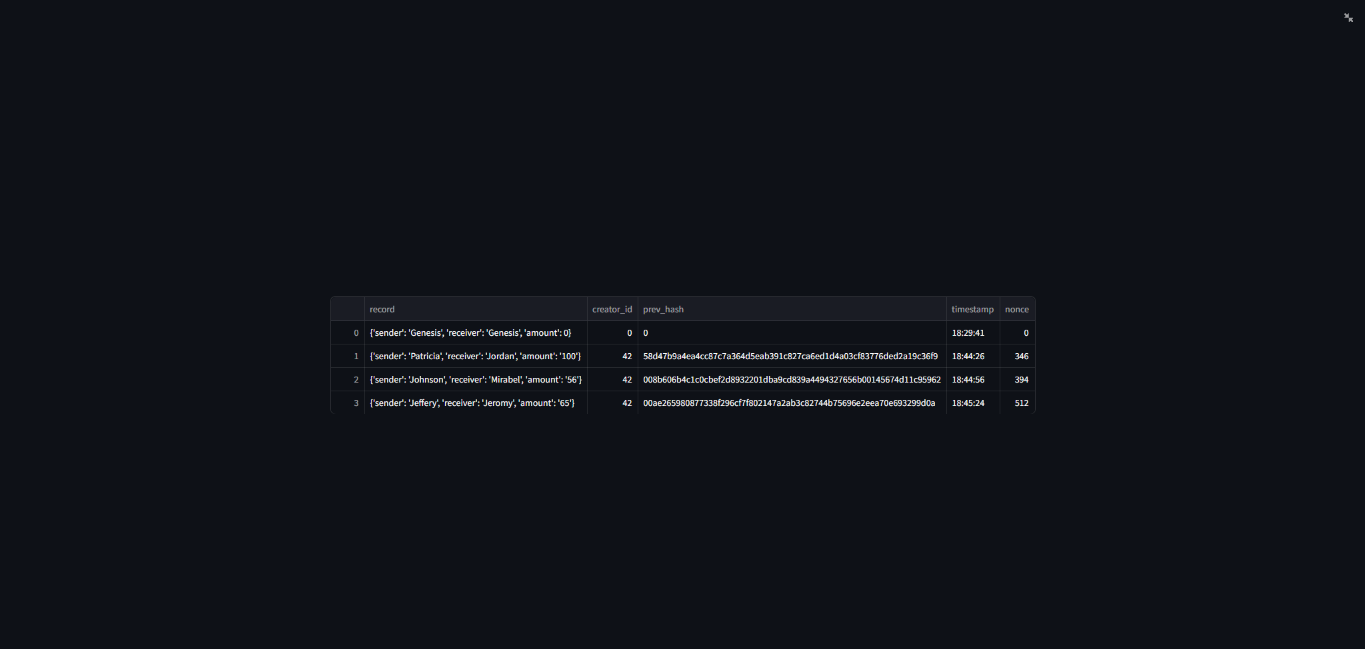 record creator_id prev_hash timestamp nonce
0 {'sender': 'Genesis', 'receiver': 'Genesis', 'amount': 0} 0 0 18:29:41 0
1 {'sender': 'Patricia', 'receiver': 'Jordan', 'amount': '100'} 42 58d47b9a4ea4cc87c7a364d5eab391c827ca6ed1d4a03cf83776ded2a19c36f9 18:44:26 346
2 {'sender': 'Johnson', 'receiver': 'Mirabel', 'amount': '56'} 42 008b606b4c1c0cbef2d8932201dba9cd839a4494327656b00145674d11c95962 18:44:56 394
3 {'sender': 'Jeffery', 'receiver': 'Jeromy', 'amount': '65'} 42 00ae265980877338f296cf7f802147a2ab3c82744b75696e2eea70e693299d0a 18:45:24 512